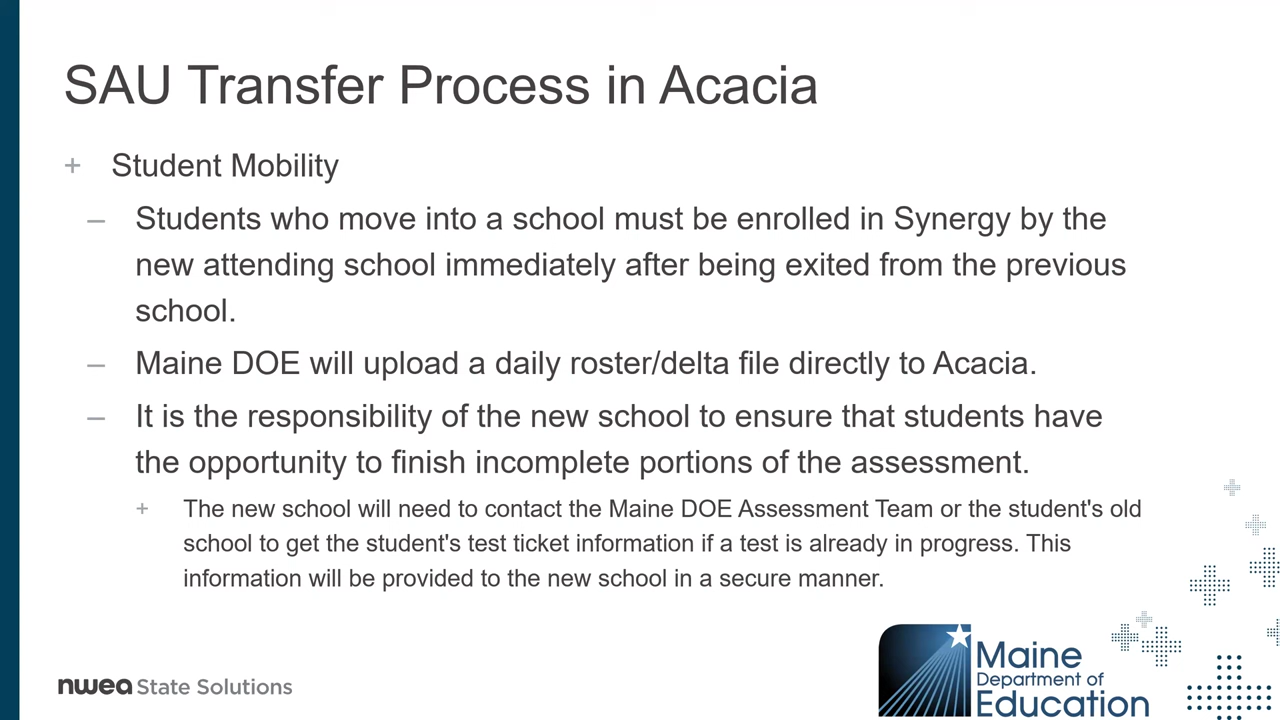 SAU Transfer Process in Acacia
+ Student Mobility
– Students who move into a school must be enrolled in Synergy by the
new attending school immediately after being exited from the previous
school.
– Maine DOE will upload a daily roster/delta file directly to Acacia.
– It is the responsibility of the new school to ensure that students have
the opportunity to finish incomplete portions of the assessment.
+ The new school will need to contact the Maine DOE Assessment Team or the student's old
school to get the student's test ticket information if a test is already in progress. This
information will be provided to the new school in a secure manner.
nwea State Solutions
Maine
Department of
Education